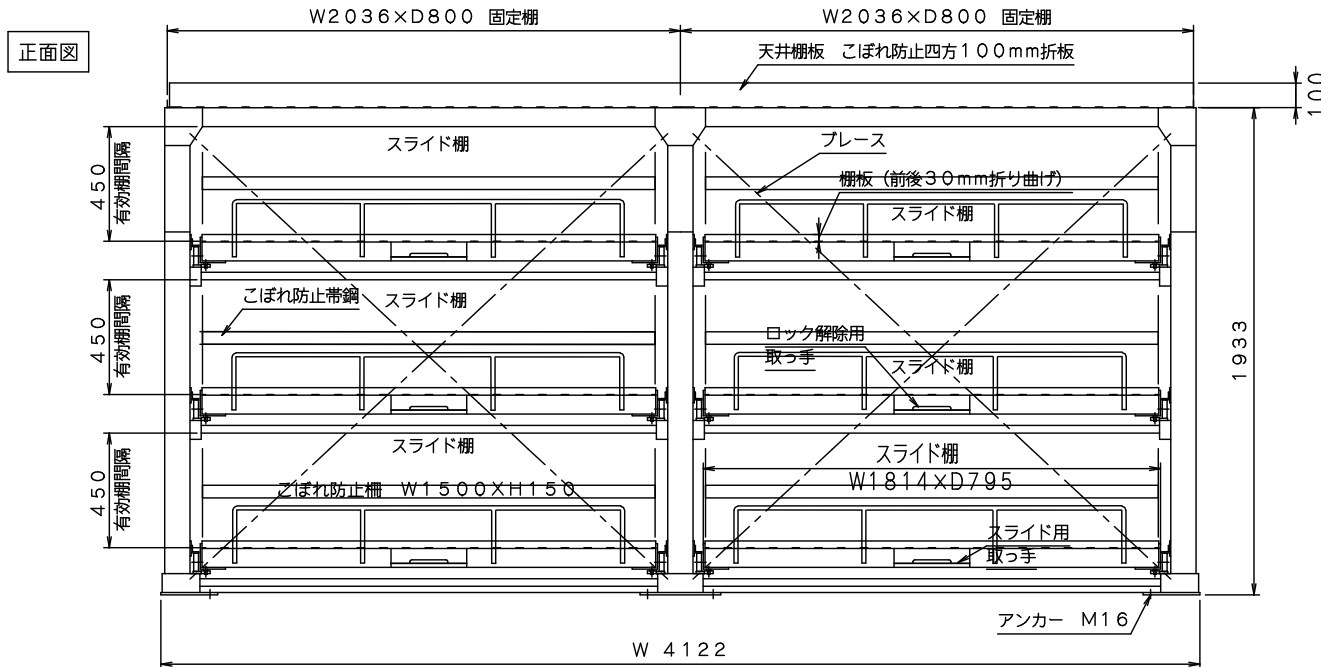 W2036×D800 固定棚
W2036×D800 固定棚
正面図
天井棚板 こぼれ防止四方100mm折板
100
スライド棚
ブレース
450
有効棚間隔
棚板(前後30mm折り曲げ)
スライド棚
こぼれ防止帯鋼
スライド棚
450
有効棚間隔
ロック解除用
取っ手
スライド棚
1933
スライド棚
スライド棚
W1814×D795
450
有効棚間隔
こぼれ防止柵 W1500XH150
スライド用
取っ手
アンカー M16
W 4122